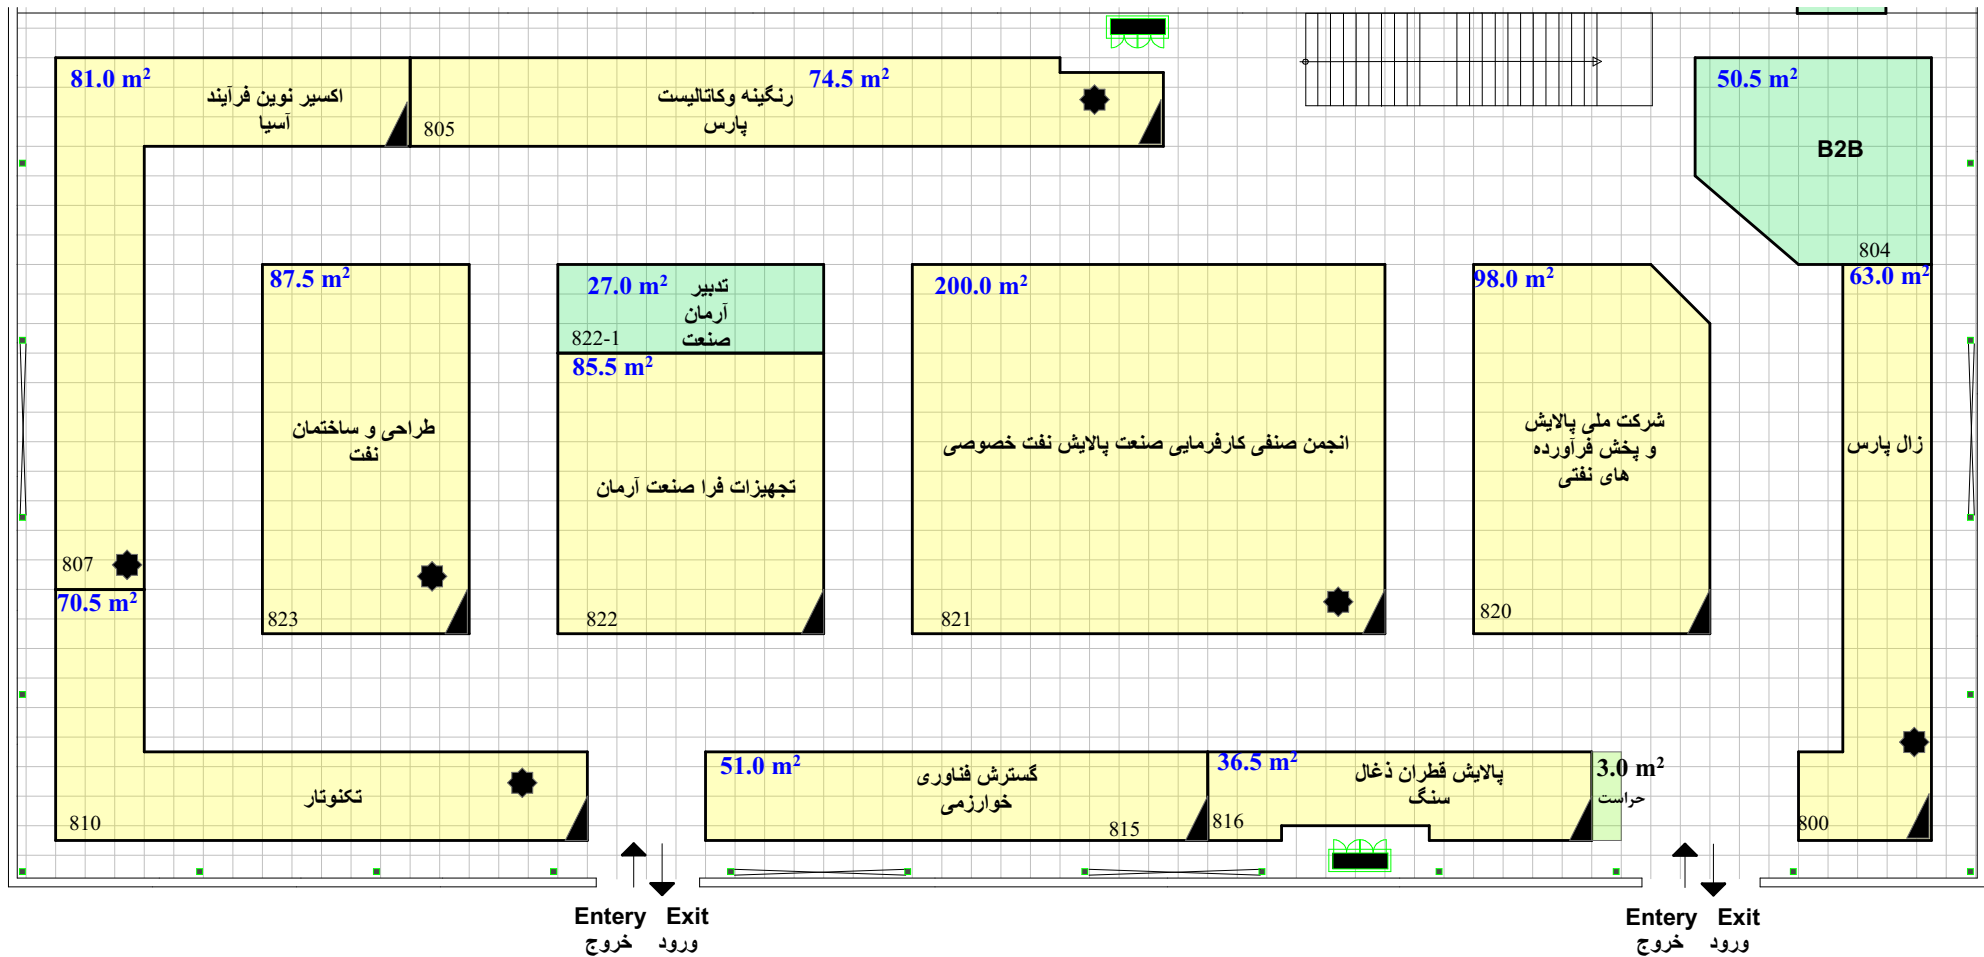 81.0 m²
اکسیر نوین فرآیند
آسیا
74.5 m²
رنگینه وکاتالیست
پارس
805
50.5 m²
B2B
804
87.5 m²
طراحی و ساختمان
نفت
823
27.0 m²
تدبیر
آرمان
صنعت
822-1
85.5 m²
تجهیزات فرا صنعت آرمان
822
200.0 m²
انجمن صنفی کارفرمایی صنعت پالایش نفت خصوصی
821
98.0 m²
شرکت ملی پالایش
و پخش فرآورده
های نفتی
820
63.0 m²
زال پارس
800
807
70.5 m²
تکنوتار
810
51.0 m²
گسترش فناوری
خوارزمی
815
36.5 m²
پالایش قطران ذغال
سنگ
816
3.0 m²
حراست
Entery Exit
خروج ورود
Entery Exit
خروج ورود